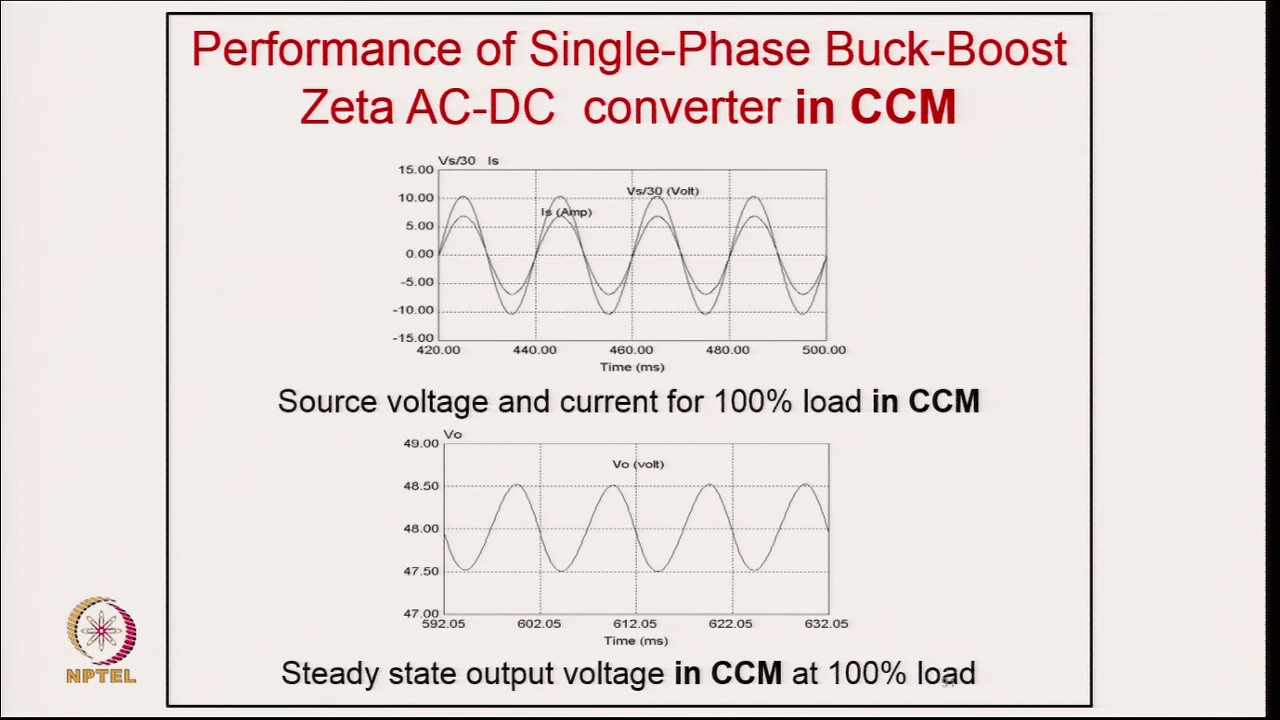 Performance of Single-Phase Buck-Boost
Zeta AC-DC converter in CCM
Vs/30 Is
15.00
Vs/30 (Volt)
10.00
Is (Amp)
5.00
0.00
-5.00
-10.00
-15.00
420.00 440.00 460.00 480.00 500.00
Time (ms)
Source voltage and current for 100% load in CCM
Vo
49.00
Vo (volt)
48.50
48.00
47.50
47.00
592.05 602.05 612.05 622.05 632.05
Time (ms)
Steady state output voltage in CCM at 100% load
NPTEL